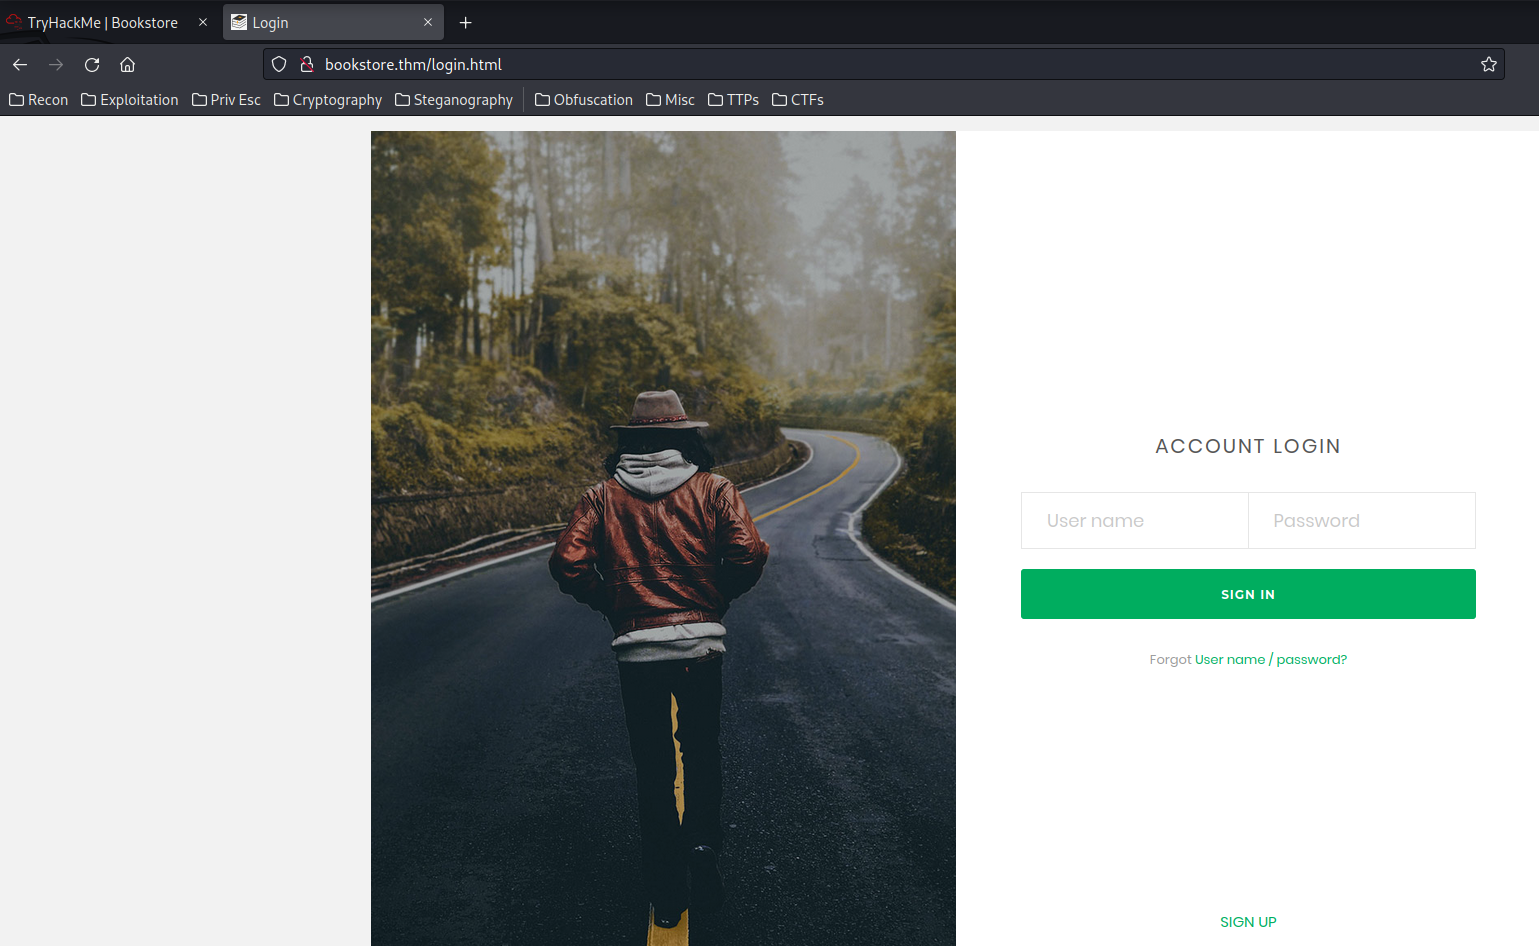 TryHackMe | Bookstore
Login
bookstore.thm/login.html
Recon
Exploitation
Priv Esc
Cryptography
Steganography
Obfuscation
Misc
TTPs
CTFs
ACCOUNT LOGIN
User name
Password
SIGN IN
Forgot User name / password?
SIGN UP